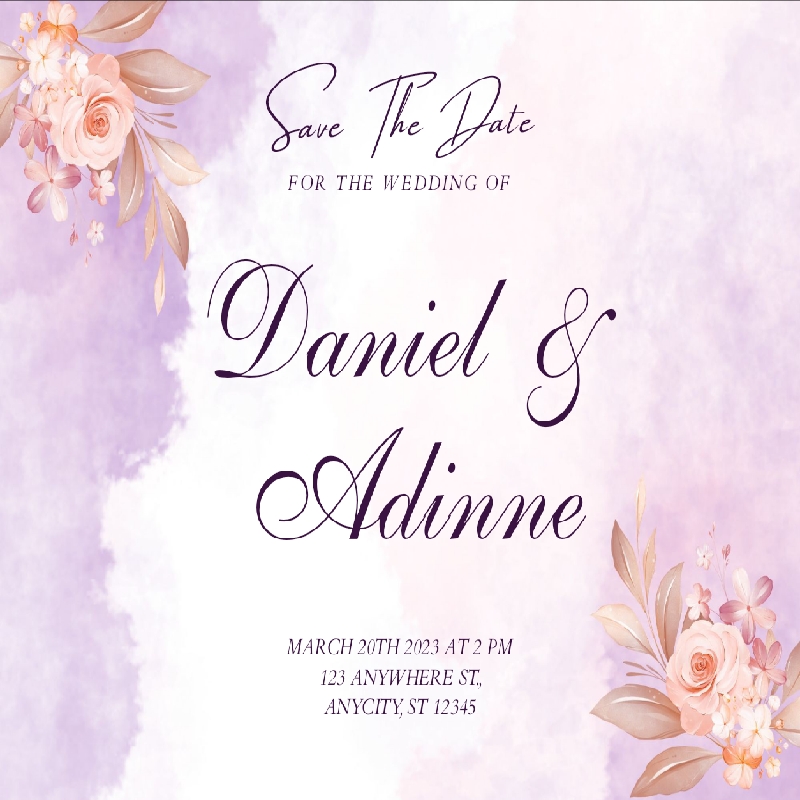 Save The Date
FOR THE WEDDING OF
Daniel &
Adinne
MARCH 20TH 2023 AT 2 PM
123 ANYWHERE ST.,
ANYCITY, ST 12345